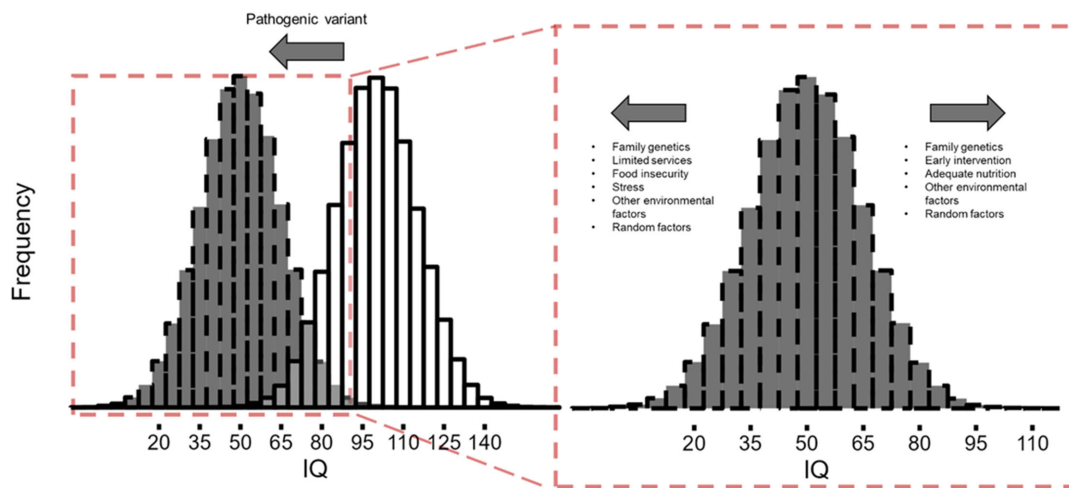 Pathogenic variant
Frequency
20 35 50 65 80 95 110 125 140
IQ
• Family genetics
• Limited services
• Food insecurity
• Stress
• Other environmental
factors
• Random factors
• Family genetics
• Early intervention
• Adequate nutrition
• Other environmental
factors
• Random factors
20 35 50 65 80 95 110
IQ